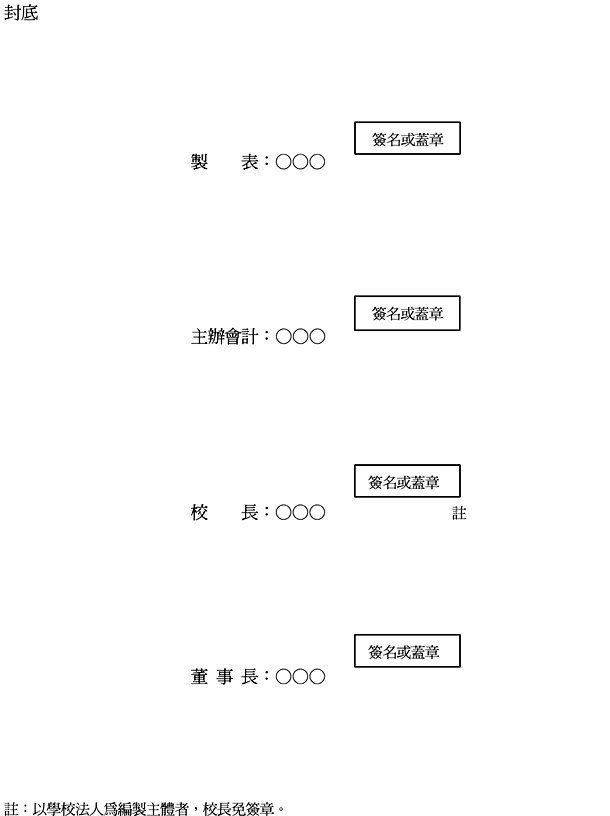 封底
簽名或蓋章
製　　表：○○○
簽名或蓋章
主辦會計：○○○
簽名或蓋章
校　　長：○○○
註
簽名或蓋章
董 事 長：○○○
註：以學校法人為編製主體者，校長免簽章。